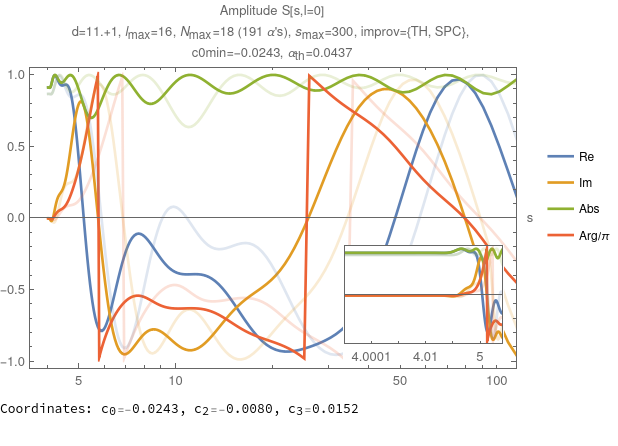 Amplitude S[s,l=0]
d=11.+1, lmax=16, Nmax=18 (191 α's), smax=300, improv={TH, SPC},
c0min=-0.0243, αth=0.0437
1.0
0.5
0.0
-0.5
-1.0
5
10
50
100
s
4.0001
4.01
5
Re
Im
Abs
Arg/π
Coordinates: c0=-0.0243, c2=-0.0080, c3=0.0152